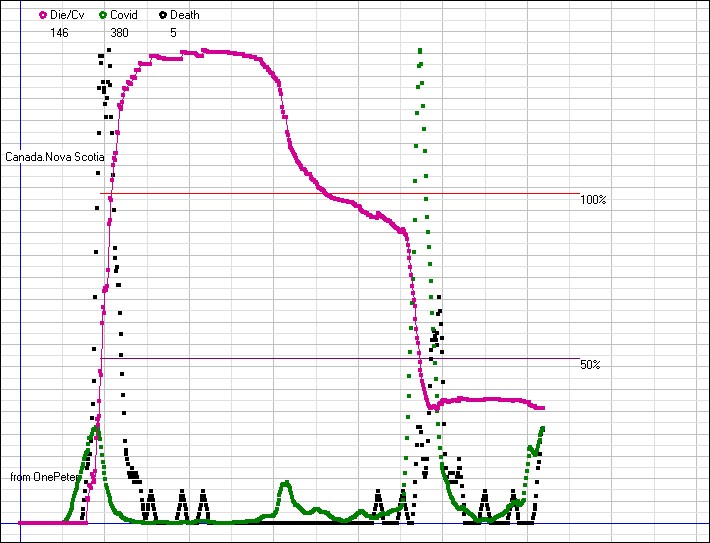 Die/Cv Covid Death
146 380 5
Canada.Nova Scotia
100%
50%
from OnePeter